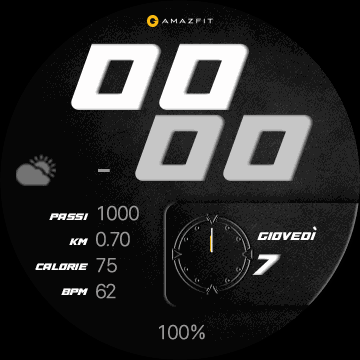 AMAZFIT
00
00
-
PASSI 1000
KM 0.70
CALORIE 75
BPM 62
GIOVEDÌ
7
100%